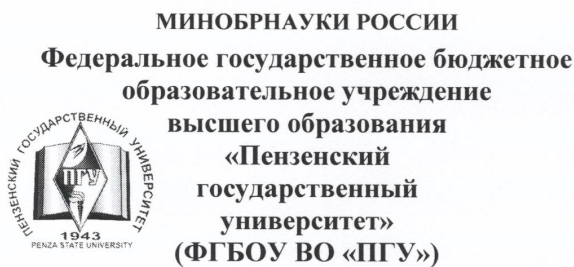 МИНОБРНАУКИ РОССИИ
Федеральное государственное бюджетное
образовательное учреждение
высшего образования
«Пензенский
государственный
университет»
(ФГБОУ ВО «ПГУ»)
ПЕНЗЕНСКИЙ ГОСУДАРСТВЕННЫЙ УНИВЕРСИТЕТ
ПГУ
1943
PENZA STATE UNIVERSITY